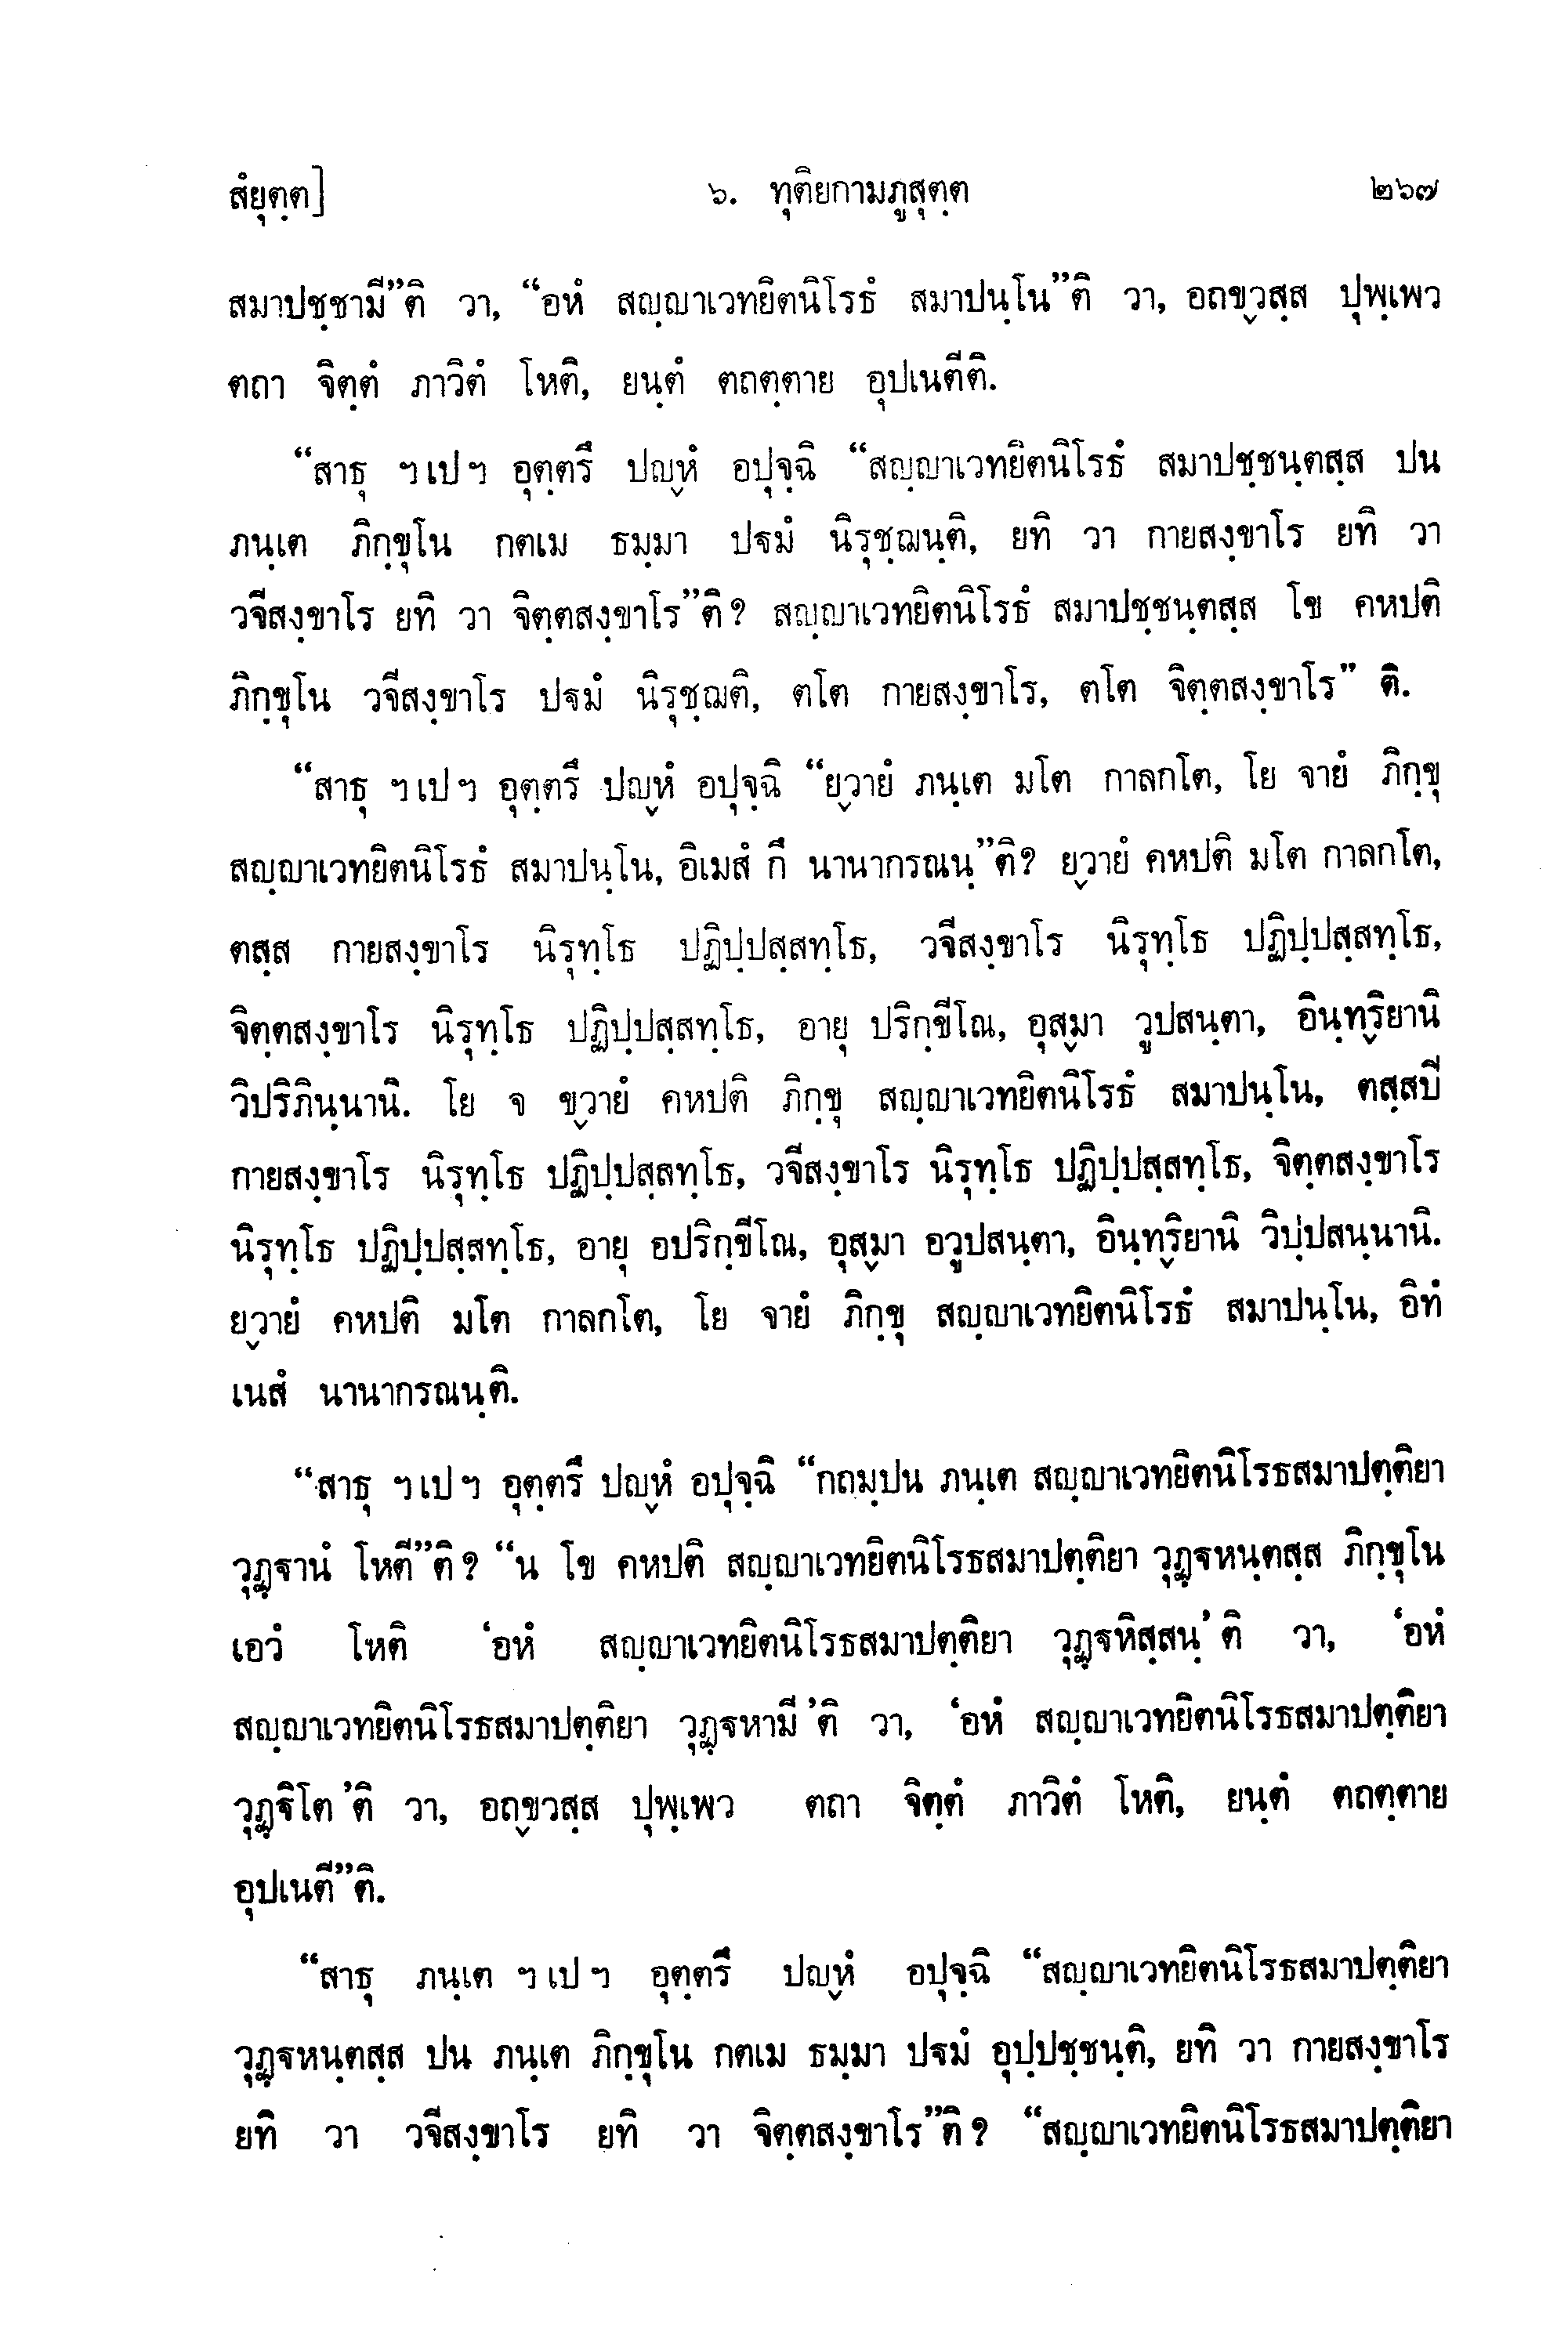 สํยุตฺต] ๖. ทุติยกามภูสุตฺต ๒๖๗
สมาปชฺชามี”ติ วา, “อหํ สญฺญาเวทยิตนิโรธํ สมาปนฺโน”ติ วา, อถขฺวสฺส ปุพฺเพว
ตถา จิตฺตํ ภาวิตํ โหติ, ยนฺตํ ตถตฺตาย อุปเนตีติ.
“สาธุ ฯเปฯ อุตฺตรึ ปญฺหํ อปุจฺฉิ “สญฺญาเวทยิตนิโรธํ สมาปชฺชนฺตสฺส ปน
ภนฺเต ภิกฺขุโน กตเม ธมฺมา ปฐมํ นิรุชฺฌนฺติ, ยทิ วา กายสงฺขาโร ยทิ วา
วจีสงฺขาโร ยทิ วา จิตฺตสงฺขาโร”ติ? สญฺญาเวทยิตนิโรธํ สมาปชฺชนฺตสฺส โข คหปติ
ภิกฺขุโน วจีสงฺขาโร ปฐมํ นิรุชฺฌติ, ตโต กายสงฺขาโร, ตโต จิตฺตสงฺขาโร” ติ.
“สาธุ ฯเปฯ อุตฺตรึ ปญฺหํ อปุจฺฉิ “ยฺวายํ ภนฺเต มโต กาลกโต, โย จายํ ภิกฺขุ
สญฺญาเวทยิตนิโรธํ สมาปนฺโน, อิเมสํ กึ นานากรณนฺ”ติ? ยฺวายํ คหปติ มโต กาลกโต,
ตสฺส กายสงฺขาโร นิรุทฺโธ ปฏิปฺปสฺสทฺโธ, วจีสงฺขาโร นิรุทฺโธ ปฏิปฺปสฺสทฺโธ,
จิตฺตสงฺขาโร นิรุทฺโธ ปฏิปฺปสฺสทฺโธ, อายุ ปริกฺขีโณ, อุสฺมา วูปสนฺตา, อินฺทฺริยานิ
วิปริภินฺนานิ. โย จ ขฺวายํ คหปติ ภิกฺขุ สญฺญาเวทยิตนิโรธํ สมาปนฺโน, ตสฺสปี
กายสงฺขาโร นิรุทฺโธ ปฏิปฺปสฺสทฺโธ, วจีสงฺขาโร นิรุทฺโธ ปฏิปฺปสฺสทฺโธ, จิตฺตสงฺขาโร
นิรุทฺโธ ปฏิปฺปสฺสทฺโธ, อายุ อปริกฺขีโณ, อุสฺมา อวูปสนฺตา, อินฺทฺริยานิ วิปฺปสนฺนานิ.
ยฺวายํ คหปติ มโต กาลกโต, โย จายํ ภิกฺขุ สญฺญาเวทยิตนิโรธํ สมาปนฺโน, อิทํ
เนสํ นานากรณนฺติ.
“สาธุ ฯเปฯ อุตฺตรึ ปญฺหํ อปุจฺฉิ “กถมฺปน ภนฺเต สญฺญาเวทยิตนิโรธสมาปตฺติยา
วุฏฺฐานํ โหตี”ติ? “น โข คหปติ สญฺญาเวทยิตนิโรธสมาปตฺติยา วุฏฺฐหนฺตสฺส ภิกฺขุโน
เอวํ โหติ ‘อหํ สญฺญาเวทยิตนิโรธสมาปตฺติยา วุฏฺฐหิสฺสนฺ’ติ วา, ‘อหํ
สญฺญาเวทยิตนิโรธสมาปตฺติยา วุฏฺฐหามี’ติ วา, ‘อหํ สญฺญาเวทยิตนิโรธสมาปตฺติยา
วุฏฺฐิโต’ติ วา, อถขฺวสฺส ปุพฺเพว ตถา จิตฺตํ ภาวิตํ โหติ, ยนฺตํ ตถตฺตาย
อุปเนตี”ติ.
“สาธุ ภนฺเต ฯเปฯ อุตฺตรึ ปญฺหํ อปุจฺฉิ “สญฺญาเวทยิตนิโรธสมาปตฺติยา
วุฏฺฐหนฺตสฺส ปน ภนฺเต ภิกฺขุโน กตเม ธมฺมา ปฐมํ อุปฺปชฺชนฺติ, ยทิ วา กายสงฺขาโร
ยทิ วา วจีสงฺขาโร ยทิ วา จิตฺตสงฺขาโร”ติ? “สญฺญาเวทยิตนิโรธสมาปตฺติยา